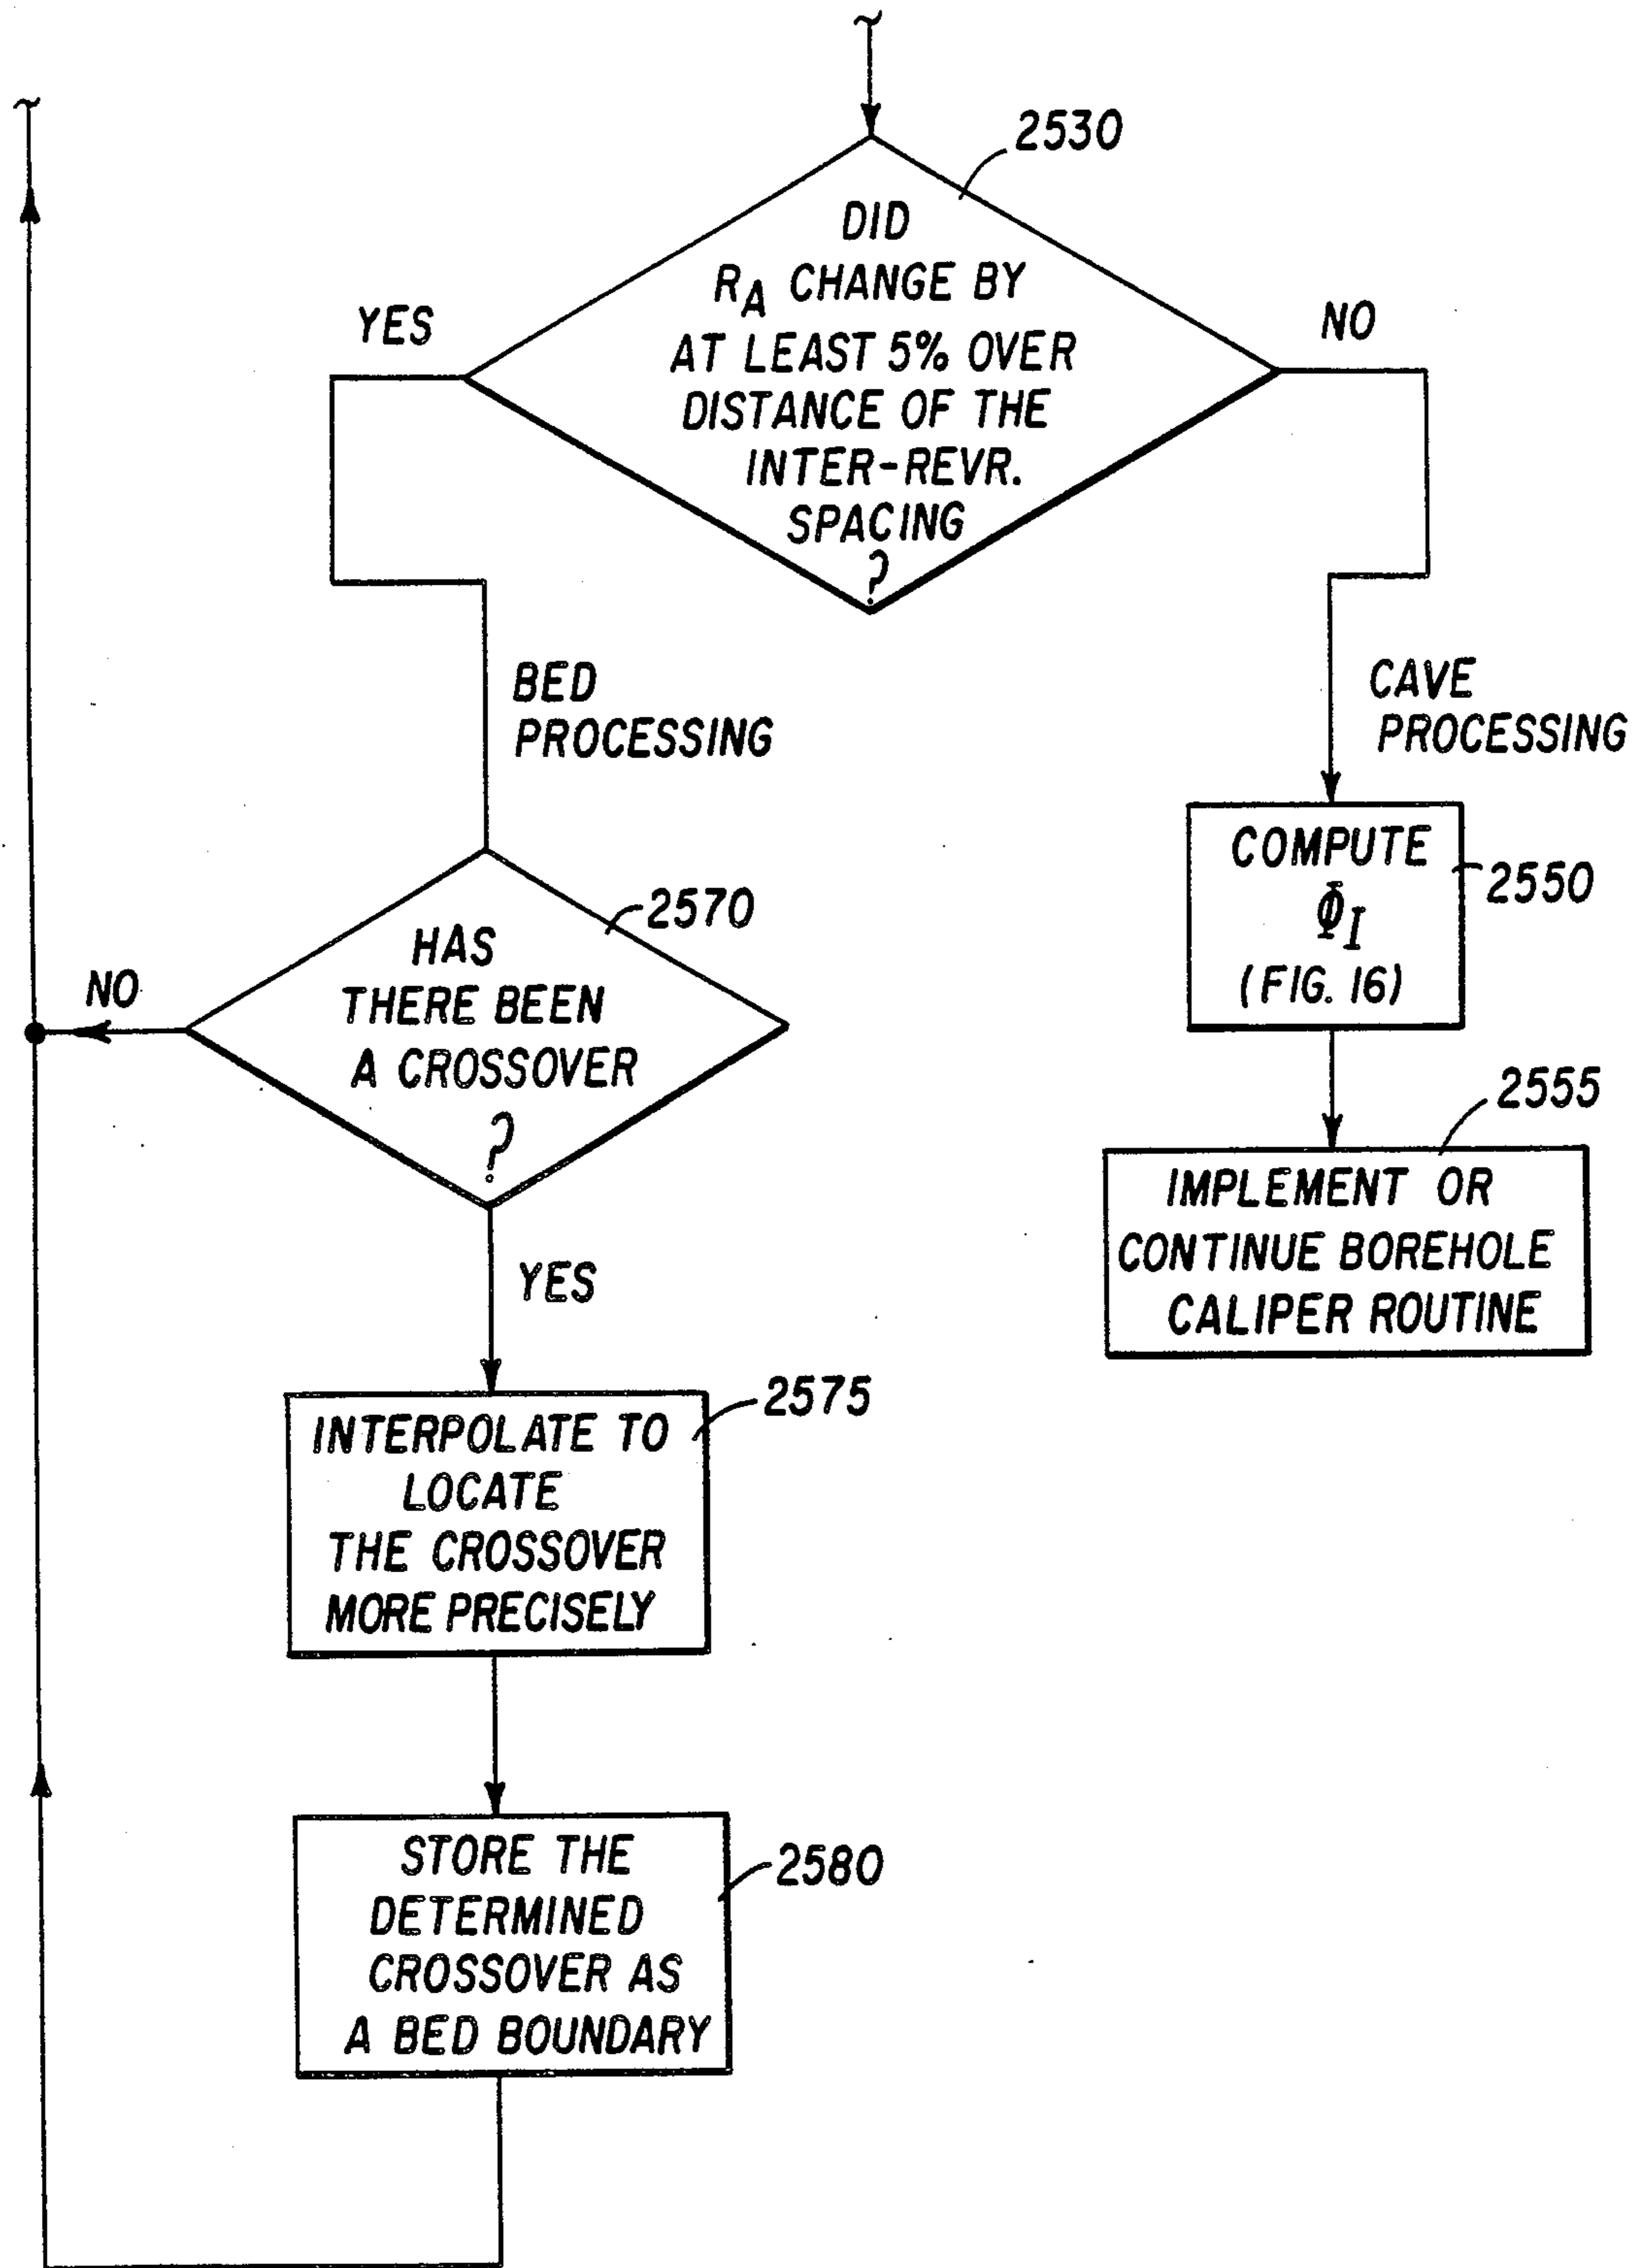 2530
DID
R_A CHANGE BY
AT LEAST 5% OVER
DISTANCE OF THE
INTER-REVR.
SPACING
?
YES
NO
BED
PROCESSING
CAVE
PROCESSING
COMPUTE
Φ_I
(FIG. 16)
2550
2570
HAS
THERE BEEN
A CROSSOVER
?
NO
2555
IMPLEMENT OR
CONTINUE BOREHOLE
CALIPER ROUTINE
YES
2575
INTERPOLATE TO
LOCATE
THE CROSSOVER
MORE PRECISELY
2580
STORE THE
DETERMINED
CROSSOVER AS
A BED BOUNDARY